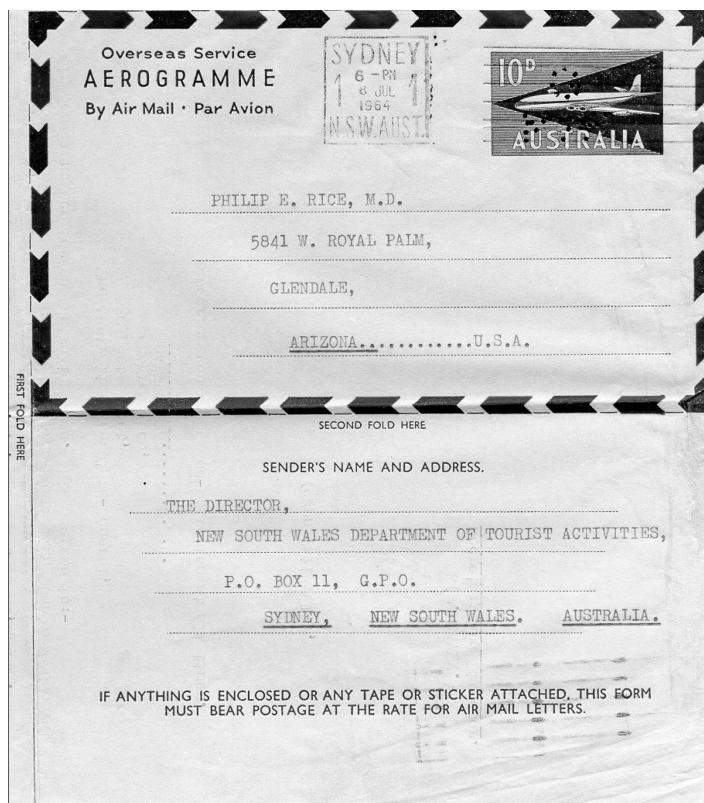 Overseas Service
AEROGRAMME
By Air Mail · Par Avion
SYDNEY
6 - PM
8 JUL
1964
N.S.W. AUST.
10D
AUSTRALIA
PHILIP E. RICE, M.D.
5841 W. ROYAL PALM,
GLENDALE,
ARIZONA............U.S.A.
FIRST FOLD HERE
SECOND FOLD HERE
SENDER'S NAME AND ADDRESS.
THE DIRECTOR,
NEW SOUTH WALES DEPARTMENT OF TOURIST ACTIVITIES,
P.O. BOX 11, G.P.O.
SYDNEY, NEW SOUTH WALES. AUSTRALIA.
IF ANYTHING IS ENCLOSED OR ANY TAPE OR STICKER ATTACHED, THIS FORM
MUST BEAR POSTAGE AT THE RATE FOR AIR MAIL LETTERS.